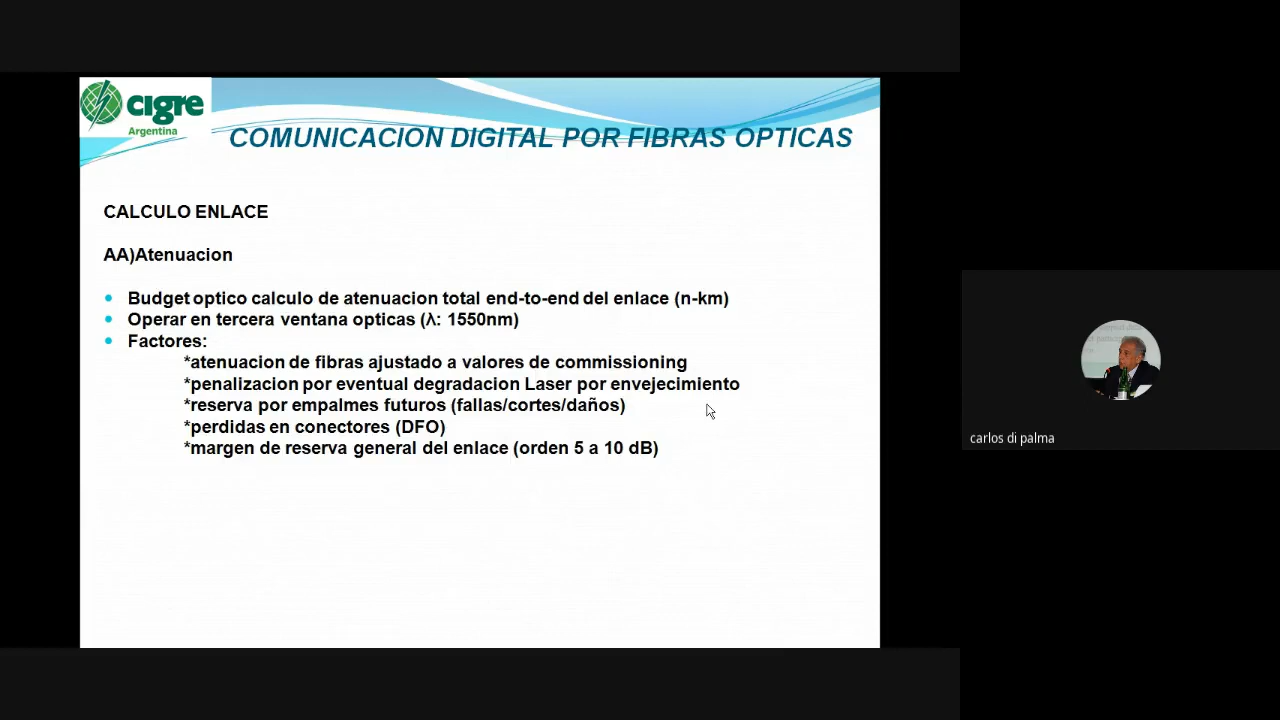 cigre
Argentina
COMUNICACION DIGITAL POR FIBRAS OPTICAS
CALCULO ENLACE
AA)Atenuacion
• Budget optico calculo de atenuacion total end-to-end del enlace (n-km)
• Operar en tercera ventana opticas (λ: 1550nm)
• Factores:
*atenuacion de fibras ajustado a valores de commissioning
*penalizacion por eventual degradacion Laser por envejecimiento
*reserva por empalmes futuros (fallas/cortes/daños)
*perdidas en conectores (DFO)
*margen de reserva general del enlace (orden 5 a 10 dB)
carlos di palma